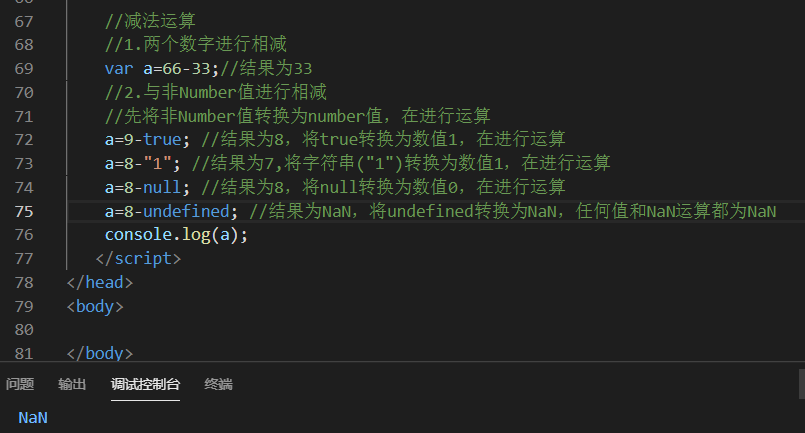 67 //减法运算
68 //1.两个数字进行相减
69 var a=66-33;//结果为33
70 //2.与非Number值进行相减
71 //先将非Number值转换为number值，在进行运算
72 a=9-true; //结果为8，将true转换为数值1，在进行运算
73 a=8-"1"; //结果为7,将字符串("1")转换为数值1，在进行运算
74 a=8-null; //结果为8，将null转换为数值0，在进行运算
75 a=8-undefined; //结果为NaN，将undefined转换为NaN，任何值和NaN运算都为NaN
76 console.log(a);
77 </script>
78 </head>
79 <body>
80
81 </body>
问题 输出 调试控制台 终端
NaN